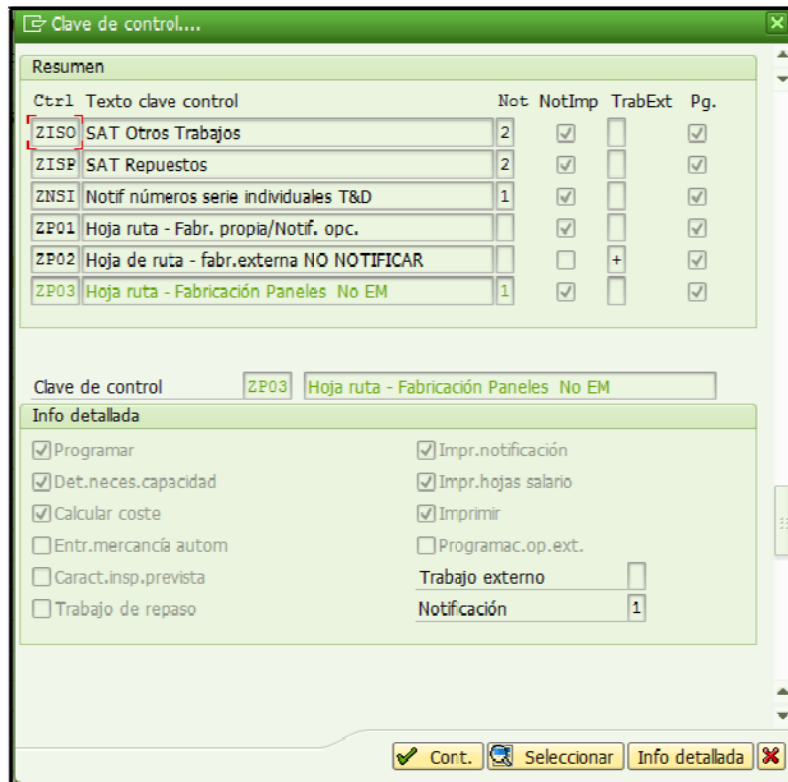 Clave de control....
Resumen
Ctrl Texto clave control Not NotImp TrabExt Pg.
ZISO SAT Otros Trabajos 2
ZISP SAT Repuestos 2
ZNSI Notif números serie individuales T&D 1
ZP01 Hoja ruta - Fabr. propia/Notif. opc.
ZP02 Hoja de ruta - fabr.externa NO NOTIFICAR +
ZP03 Hoja ruta - Fabricación Paneles No EM 1
Clave de control ZP03 Hoja ruta - Fabricación Paneles No EM
Info detallada
Programar Impr.notificación
Det.neces.capacidad Impr.hojas salario
Calcular coste Imprimir
Entr.mercancía autom Programac.op.ext.
Caract.insp.prevista Trabajo externo
Trabajo de repaso Notificación 1
Cont. Seleccionar Info detallada